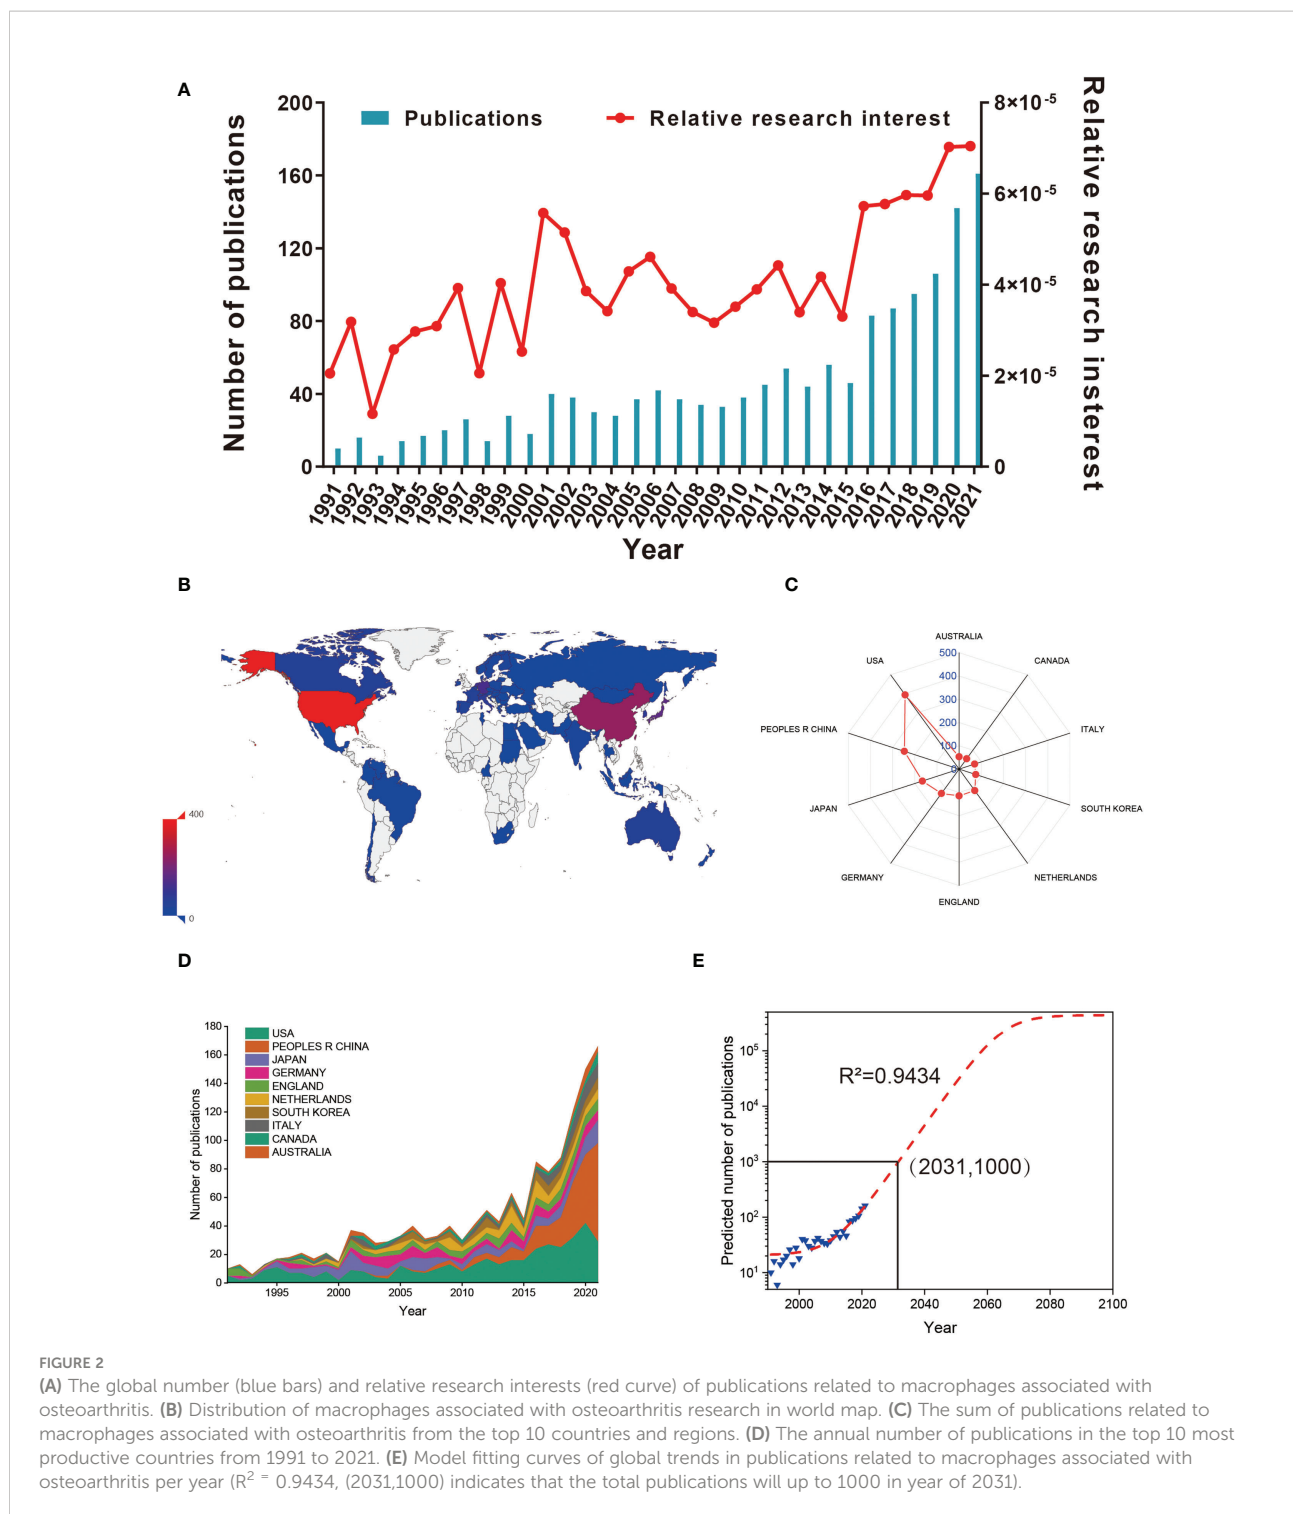 A
Publications
Relative research interest
Number of publications
200
160
120
80
40
0
8×10-5
6×10-5
4×10-5
2×10-5
0
Relative research insterest
1991
1992
1993
1994
1995
1996
1997
1998
1999
2000
2001
2002
2003
2004
2005
2006
2007
2008
2009
2010
2011
2012
2013
2014
2015
2016
2017
2018
2019
2020
2021
Year
B
400
0
C
AUSTRALIA
CANADA
ITALY
SOUTH KOREA
NETHERLANDS
ENGLAND
GERMANY
JAPAN
PEOPLES R CHINA
USA
500
400
300
200
100
0
D
Number of publications
180
160
140
120
100
80
60
40
20
0
USA
PEOPLES R CHINA
JAPAN
GERMANY
ENGLAND
NETHERLANDS
SOUTH KOREA
ITALY
CANADA
AUSTRALIA
1995
2000
2005
2010
2015
2020
Year
E
Predicted number of publications
10⁵
10⁴
10³
10²
10¹
R²=0.9434
(2031,1000)
2000
2020
2040
2060
2080
2100
Year
FIGURE 2
(A) The global number (blue bars) and relative research interests (red curve) of publications related to macrophages associated with
osteoarthritis. (B) Distribution of macrophages associated with osteoarthritis research in world map. (C) The sum of publications related to
macrophages associated with osteoarthritis from the top 10 countries and regions. (D) The annual number of publications in the top 10 most
productive countries from 1991 to 2021. (E) Model fitting curves of global trends in publications related to macrophages associated with
osteoarthritis per year (R² = 0.9434, (2031,1000) indicates that the total publications will up to 1000 in year of 2031).